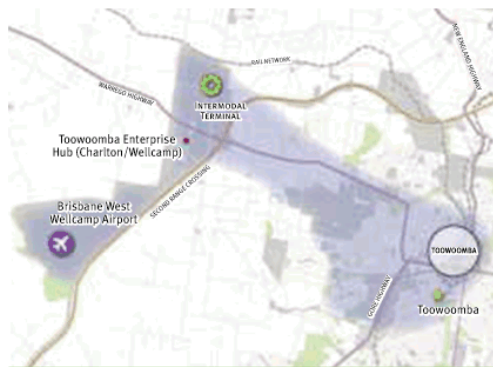 NEW ENGLAND HIGHWAY
RAIL NETWORK
WARREGO HIGHWAY
INTERMODAL
TERMINAL
Toowoomba Enterprise
Hub (Charlton/Wellcamp)
SECOND RANGE CROSSING
Brisbane West
Wellcamp Airport
TOOWOOMBA
GORE HIGHWAY
Toowoomba